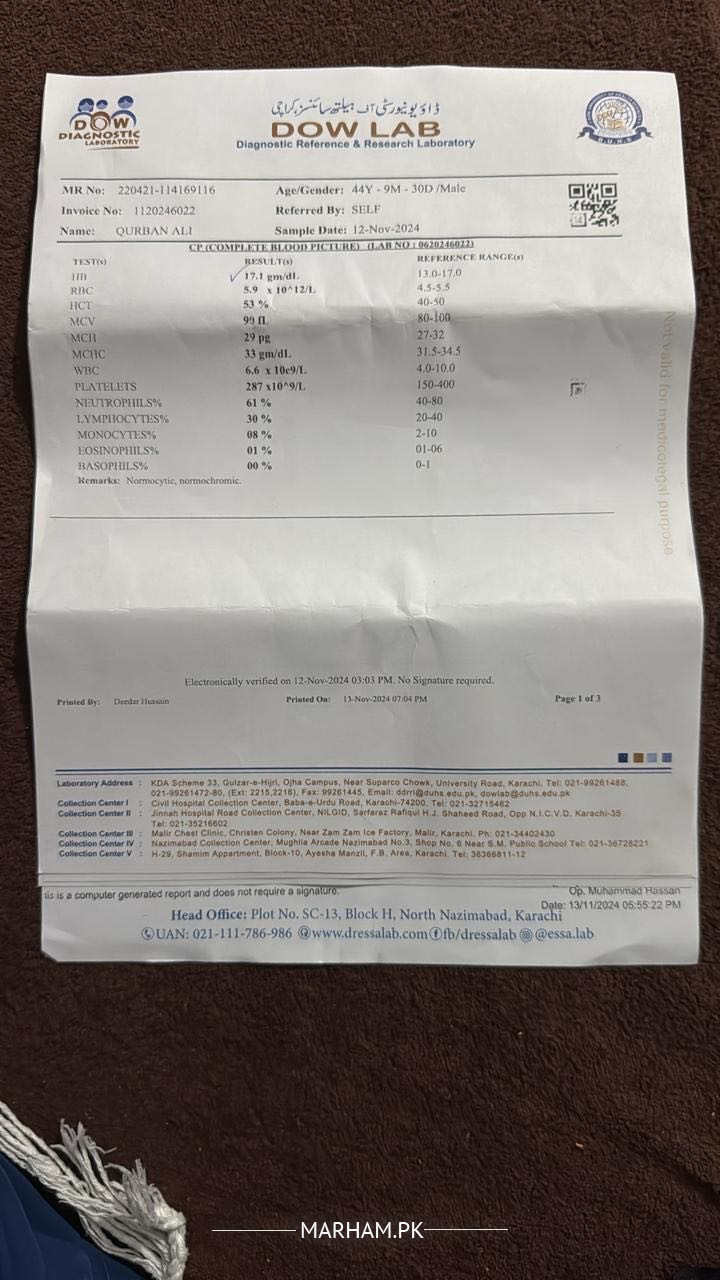 DOW
DIAGNOSTIC
LABORATORY
ڈاؤ یونیورسٹی آف ہیلتھ سائنسز، کراچی
DOW LAB
Diagnostic Reference & Research Laboratory
D.U.H.S
MR No: 220421-114169116 Age/Gender: 44Y - 9M - 30D /Male
Invoice No: 1120246022 Referred By: SELF
Name: QURBAN ALI Sample Date: 12-Nov-2024
CP (COMPLETE BLOOD PICTURE) (LAB NO : 0620246022)
TEST(s) RESULT(s) REFERENCE RANGE(s)
HB 17.1 gm/dL 13.0-17.0
RBC 5.9 x 10^12/L 4.5-5.5
HCT 53 % 40-50
MCV 90 fL 80-100
MCH 29 pg 27-32
MCHC 33 gm/dL 31.5-34.5
WBC 6.6 x 10e9/L 4.0-10.0
PLATELETS 287 x10^9/L 150-400
NEUTROPHILS% 61 % 40-80
LYMPHOCYTES% 30 % 20-40
MONOCYTES% 08 % 2-10
EOSINOPHILS% 01 % 01-06
BASOPHILS% 00 % 0-1
Remarks: Normocytic, normochromic.
Not valid for medicolegal purpose
Electronically verified on 12-Nov-2024 03:03 PM. No Signature required.
Printed By: Deedar Hussain Printed On: 13-Nov-2024 07:04 PM Page 1 of 3
Laboratory Address : KDA Scheme 33, Gulzar-e-Hijri, Ojha Campus, Near Suparco Chowk, University Road, Karachi. Tel: 021-99261488,
021-99261472-80, (Ext: 2215,2216), Fax: 99261445, Email: ddrrl@duhs.edu.pk, dowlab@duhs.edu.pk
Collection Center I : Civil Hospital Collection Center, Baba-e-Urdu Road, Karachi-74200. Tel: 021-32715462
Collection Center II : Jinnah Hospital Road Collection Center, NILGID, Sarfaraz Rafiqui H.J. Shaheed Road, Opp N.I.C.V.D. Karachi-35
Tel: 021-35216602
Collection Center III : Malir Chest Clinic, Christen Colony, Near Zam Zam Ice Factory, Malir, Karachi. Ph: 021-34402430
Collection Center IV : Nazimabad Collection Center, Mughlia Arcade Nazimabad No.3, Shop No. 6 Near S.M. Public School Tel: 021-36728221
Collection Center V : H-29, Shamim Appartment, Block-10, Ayesha Manzil, F.B. Area, Karachi. Tel: 36366811-12
is is a computer generated report and does not require a signature. Op. Muhammad Hassan
Date: 13/11/2024 05:55:22 PM
Head Office: Plot No. SC-13, Block H, North Nazimabad, Karachi
UAN: 021-111-786-986 www.dressalab.com fb/dressalab @essa.lab
MARHAM.PK